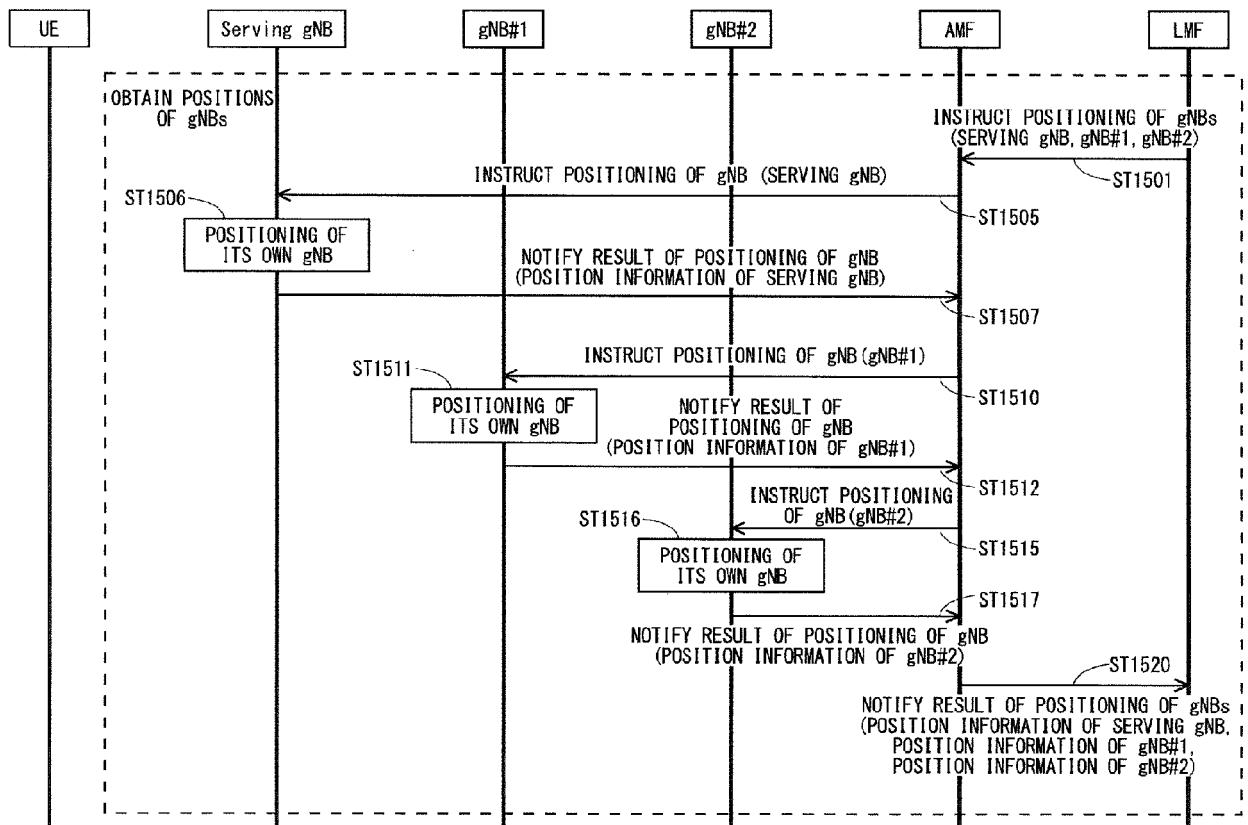 UE
Serving gNB
gNB#1
gNB#2
AMF
LMF
OBTAIN POSITIONS
OF gNBs
INSTRUCT POSITIONING OF gNBs
(SERVING gNB, gNB#1, gNB#2)
ST1501
INSTRUCT POSITIONING OF gNB (SERVING gNB)
ST1505
ST1506
POSITIONING OF
ITS OWN gNB
NOTIFY RESULT OF POSITIONING OF gNB
(POSITION INFORMATION OF SERVING gNB)
ST1507
INSTRUCT POSITIONING OF gNB(gNB#1)
ST1510
ST1511
POSITIONING OF
ITS OWN gNB
NOTIFY RESULT OF
POSITIONING OF gNB
(POSITION INFORMATION OF gNB#1)
ST1512
INSTRUCT POSITIONING
OF gNB(gNB#2)
ST1515
ST1516
POSITIONING OF
ITS OWN gNB
ST1517
NOTIFY RESULT OF POSITIONING OF gNB
(POSITION INFORMATION OF gNB#2)
ST1520
NOTIFY RESULT OF POSITIONING OF gNBs
(POSITION INFORMATION OF SERVING gNB,
POSITION INFORMATION OF gNB#1,
POSITION INFORMATION OF gNB#2)